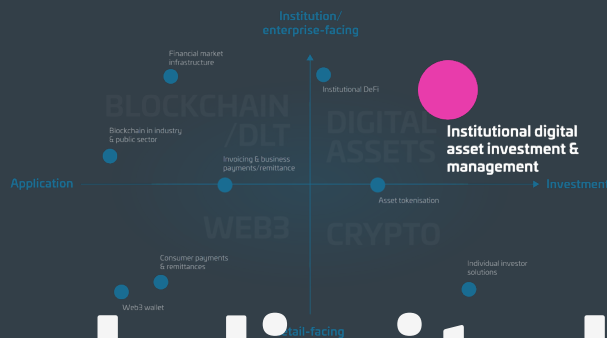 Institution/
enterprise-facing
Financial market
infrastructure
Institutional DeFi
BLOCKCHAIN
/DLT
DIGITAL
ASSETS
Blockchain in industry
& public sector
Institutional digital
asset investment &
management
Invoicing & business
payments/remittance
Application
Investment
Asset tokenisation
WEB3
CRYPTO
Consumer payments
& remittances
Individual investor
solutions
Web3 wallet
tail-facing